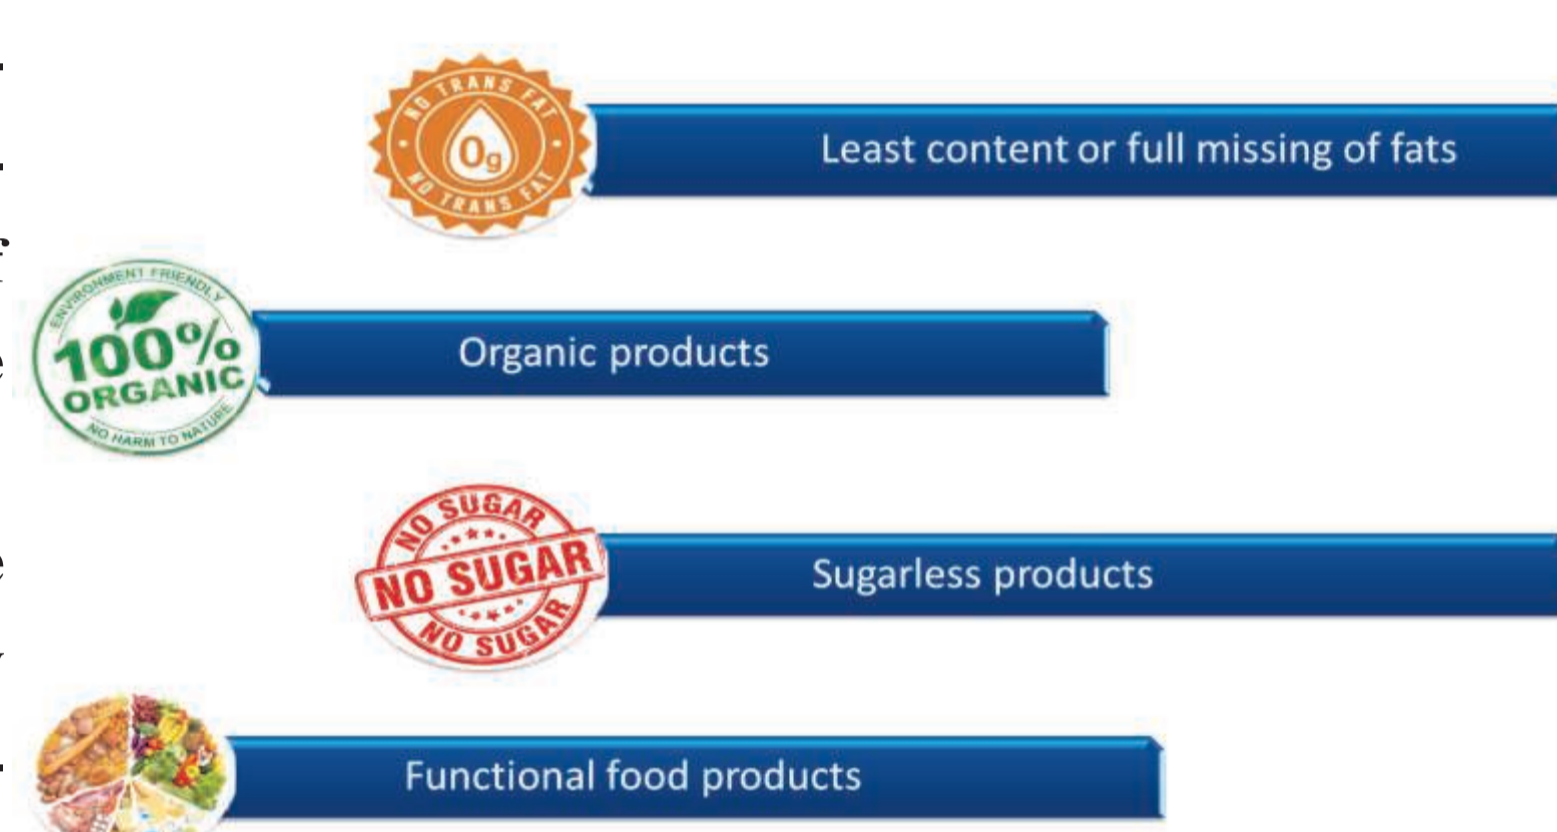 NO TRANS FAT
0g
NO TRANS FAT
Least content or full missing of fats
ENVIRONMENT FRIENDLY
100%
ORGANIC
NO HARM TO NATURE
Organic products
NO SUGAR
NO SUGAR
NO SUGAR
Sugarless products
Functional food products